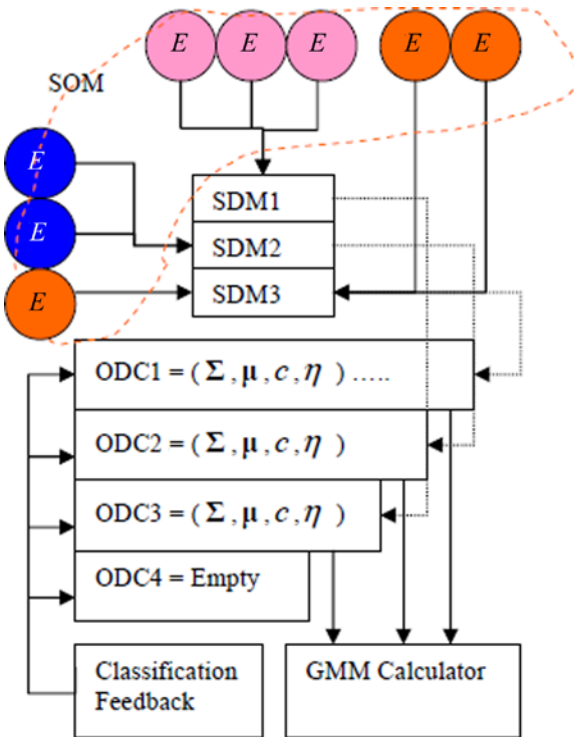 E E E E E
SOM
E
E
E
SDM1
SDM2
SDM3
ODC1 = ( Σ , μ , c , η ) .....
ODC2 = ( Σ , μ , c , η )
ODC3 = ( Σ , μ , c , η )
ODC4 = Empty
Classification
Feedback
GMM Calculator